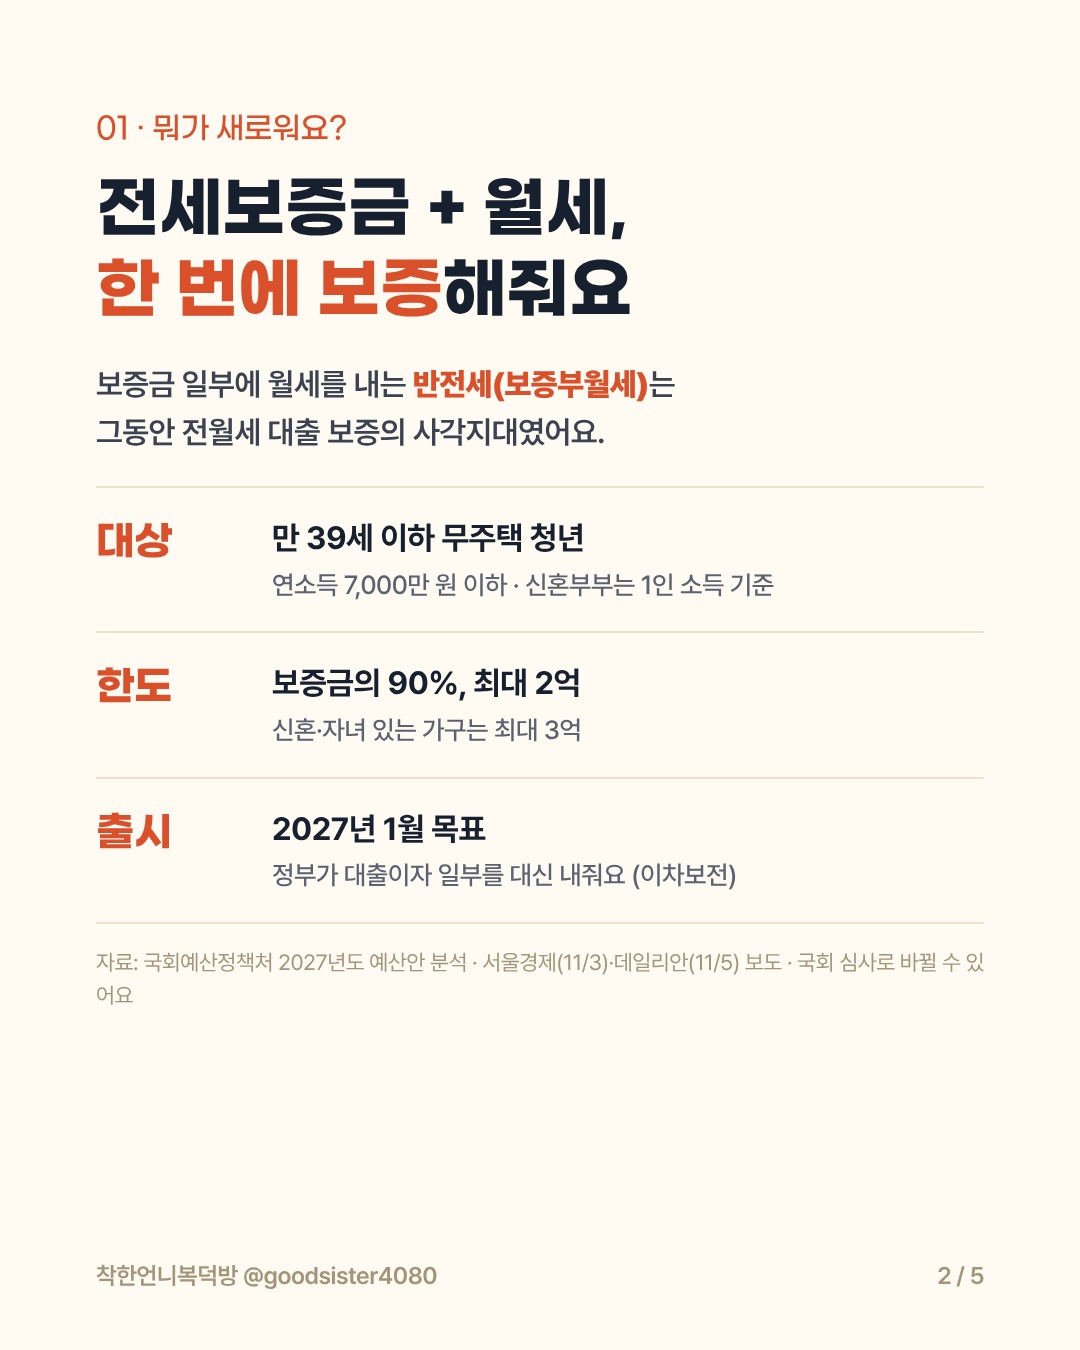 01 · 뭐가 새로워요?
전세보증금 + 월세,
한 번에 보증해줘요
보증금 일부에 월세를 내는 반전세(보증부월세)는
그동안 전월세 대출 보증의 사각지대였어요.
대상
만 39세 이하 무주택 청년
연소득 7,000만 원 이하 · 신혼부부는 1인 소득 기준
한도
보증금의 90%, 최대 2억
신혼·자녀 있는 가구는 최대 3억
출시
2027년 1월 목표
정부가 대출이자 일부를 대신 내줘요 (이차보전)
자료: 국회예산정책처 2027년도 예산안 분석 · 서울경제(11/3)·데일리안(11/5) 보도 · 국회 심사로 바뀔 수 있
어요
착한언니복덕방 @goodsister4080
2 / 5